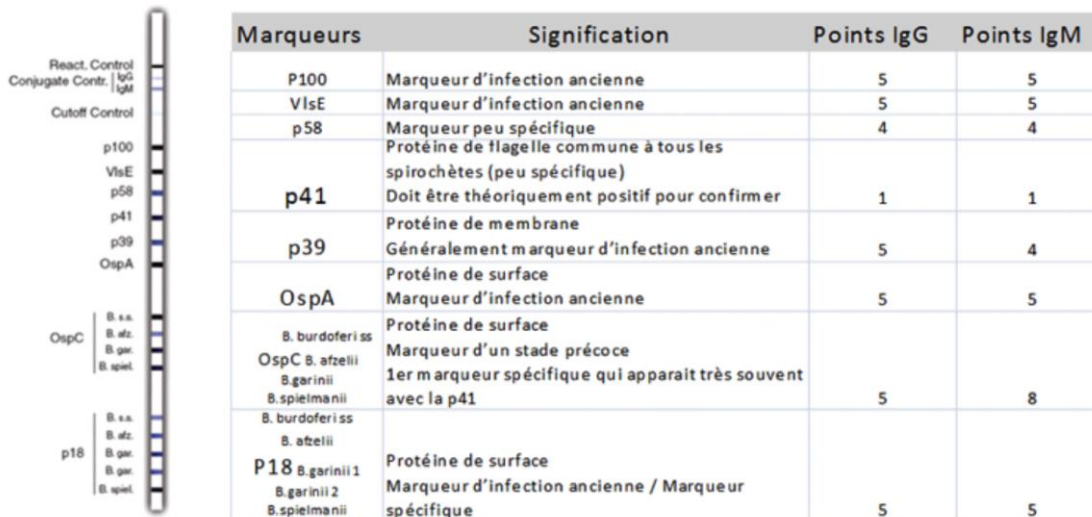 React. Control
Conjugate Contr. IgG
IgM
Cutoff Control
p100
VlsE
p58
p41
p39
OspA
OspC
B. s.s.
B. afz.
B. gar.
B. spiel.
p18
B. s.s.
B. afz.
B. gar.
B. gar.
B. spiel.
Marqueurs Signification Points IgG Points IgM
P100 Marqueur d'infection ancienne 5 5
VlsE Marqueur d'infection ancienne 5 5
p58 Marqueur peu spécifique 4 4
Protéine de flagelle commune à tous les
spirochètes (peu spécifique)
p41 Doit être théoriquement positif pour confirmer 1 1
Protéine de membrane
p39 Généralement marqueur d'infection ancienne 5 4
Protéine de surface
OspA Marqueur d'infection ancienne 5 5
B. burdoferi ss Protéine de surface
OspC B. afzelii Marqueur d'un stade précoce
B.garinii 1er marqueur spécifique qui apparait très souvent
B.spielmanii avec la p41 5 8
B. burdoferi ss
B. afzelii
P18 B.garinii 1 Protéine de surface
B.garinii 2 Marqueur d'infection ancienne / Marqueur
B.spielmanii spécifique 5 5